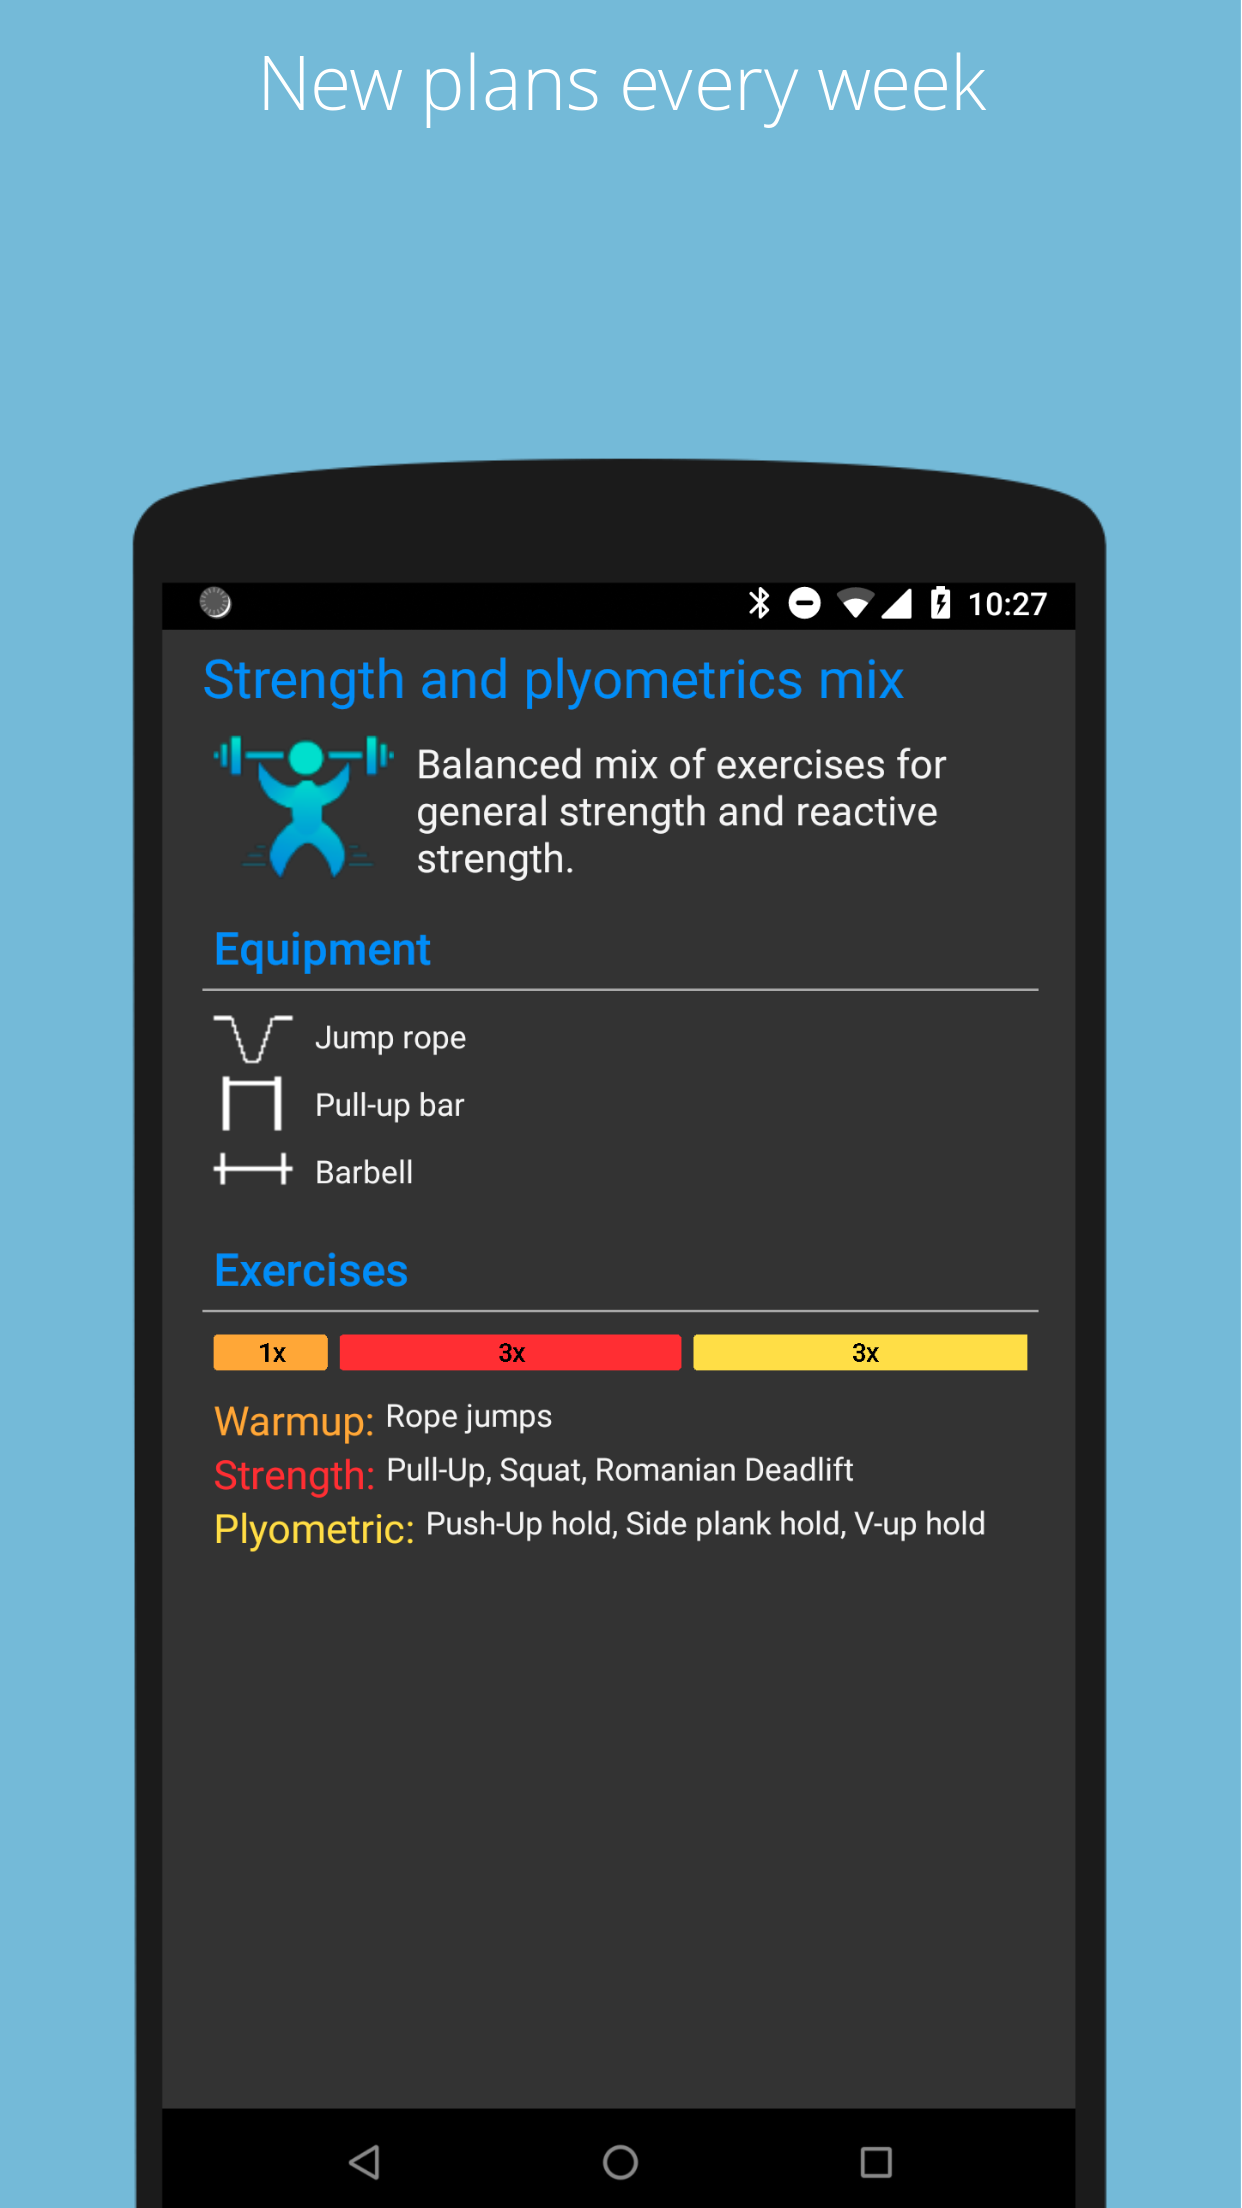 New plans every week
10:27
Strength and plyometrics mix
Balanced mix of exercises for
general strength and reactive
strength.
Equipment
Jump rope
Pull-up bar
Barbell
Exercises
1x 3x 3x
Warmup: Rope jumps
Strength: Pull-Up, Squat, Romanian Deadlift
Plyometric: Push-Up hold, Side plank hold, V-up hold